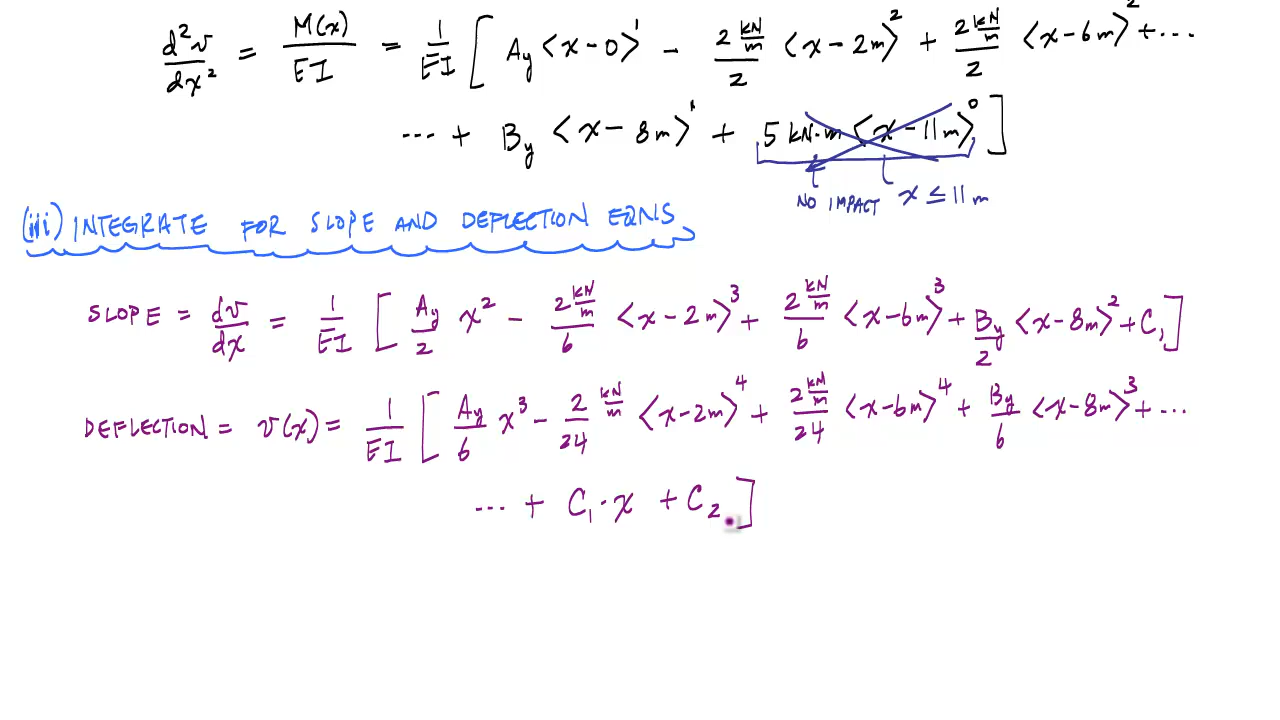 d²v/dx² = M(x)/EI = 1/EI [ A_y <x-0>¹ - 2 kN/m / 2 <x-2m>² + 2 kN/m / 2 <x-6m>² + ...
... + B_y <x-8m>¹ + 5 kN·m <x-11m>⁰ ]
NO IMPACT x ≤ 11 m
(iii) INTEGRATE FOR SLOPE AND DEFLECTION EQNS
SLOPE = dv/dx = 1/EI [ A_y/2 x² - 2 kN/m / 6 <x-2m>³ + 2 kN/m / 6 <x-6m>³ + B_y/2 <x-8m>² + C₁ ]
DEFLECTION = v(x) = 1/EI [ A_y/6 x³ - 2/24 kN/m <x-2m>⁴ + 2 kN/m / 24 <x-6m>⁴ + B_y/6 <x-8m>³ + ...
... + C₁·x + C₂ ]